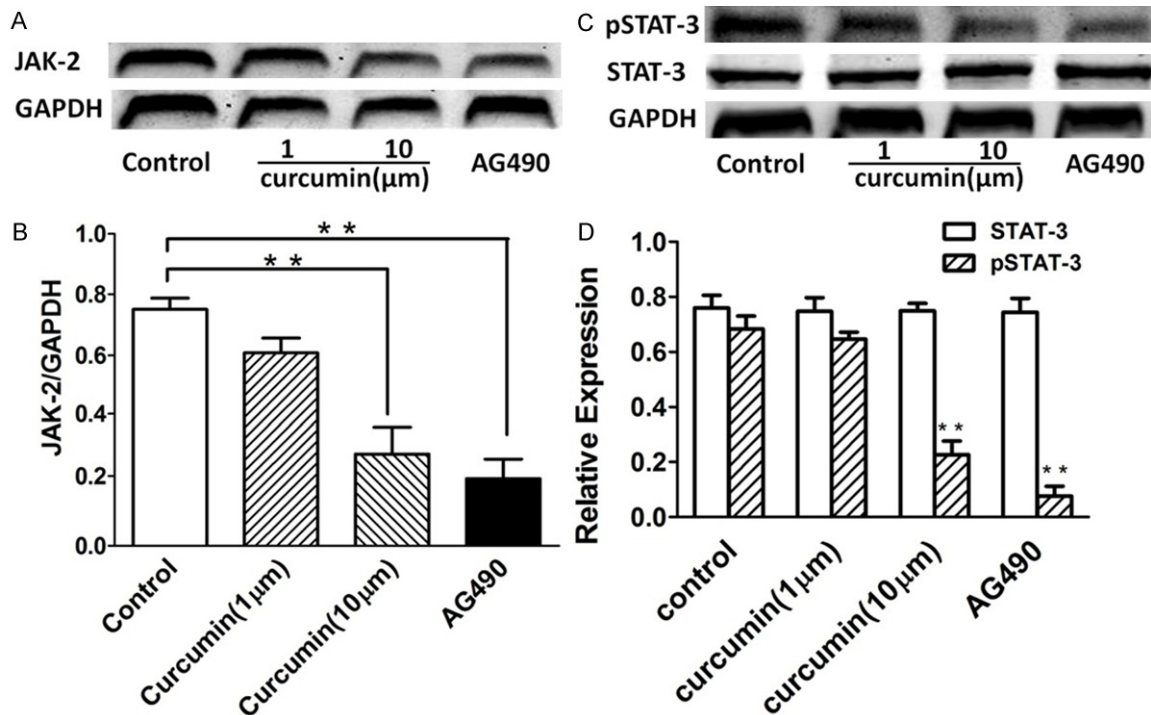 A
JAK-2
GAPDH
Control
1 10
curcumin(μm)
AG490
C
pSTAT-3
STAT-3
GAPDH
Control
1 10
curcumin(μm)
AG490
B
JAK-2/GAPDH
1.0
0.8
0.6
0.4
0.2
0.0
* *
* *
Control
Curcumin(1μm)
Curcumin(10μm)
AG490
D
Relative Expression
1.0
0.8
0.6
0.4
0.2
0.0
STAT-3
pSTAT-3
* *
* *
control
curcumin(1μm)
curcumin(10μm)
AG490